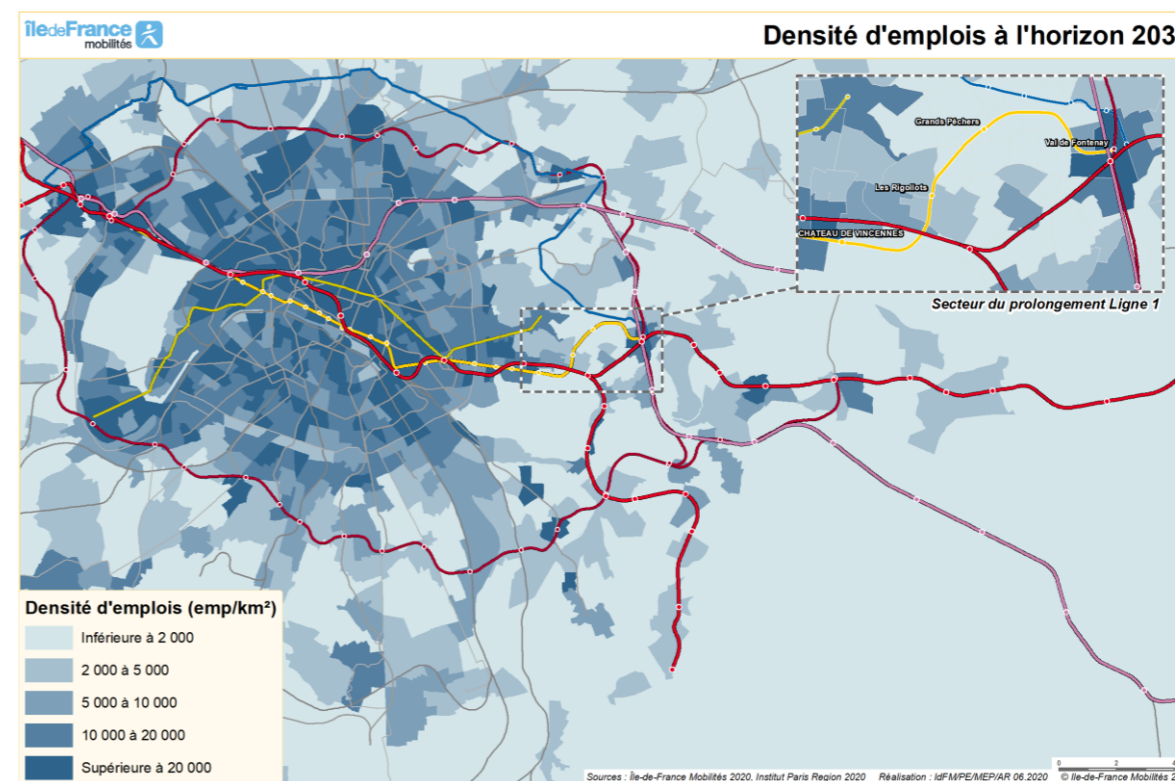 îledeFrance
mobilités
Densité d'emplois à l'horizon 203
Grands Pêchers
Val de Fontenay
Les Rigollots
CHATEAU DE VINCENNES
Secteur du prolongement Ligne 1
Densité d'emplois (emp/km²)
Inférieure à 2 000
2 000 à 5 000
5 000 à 10 000
10 000 à 20 000
Supérieure à 20 000
0 2
Sources : Île-de-France Mobilités 2020, Institut Paris Region 2020 Réalisation : IdFM/PE/MEP/AR 06.2020 © Ile-de-France Mobilités